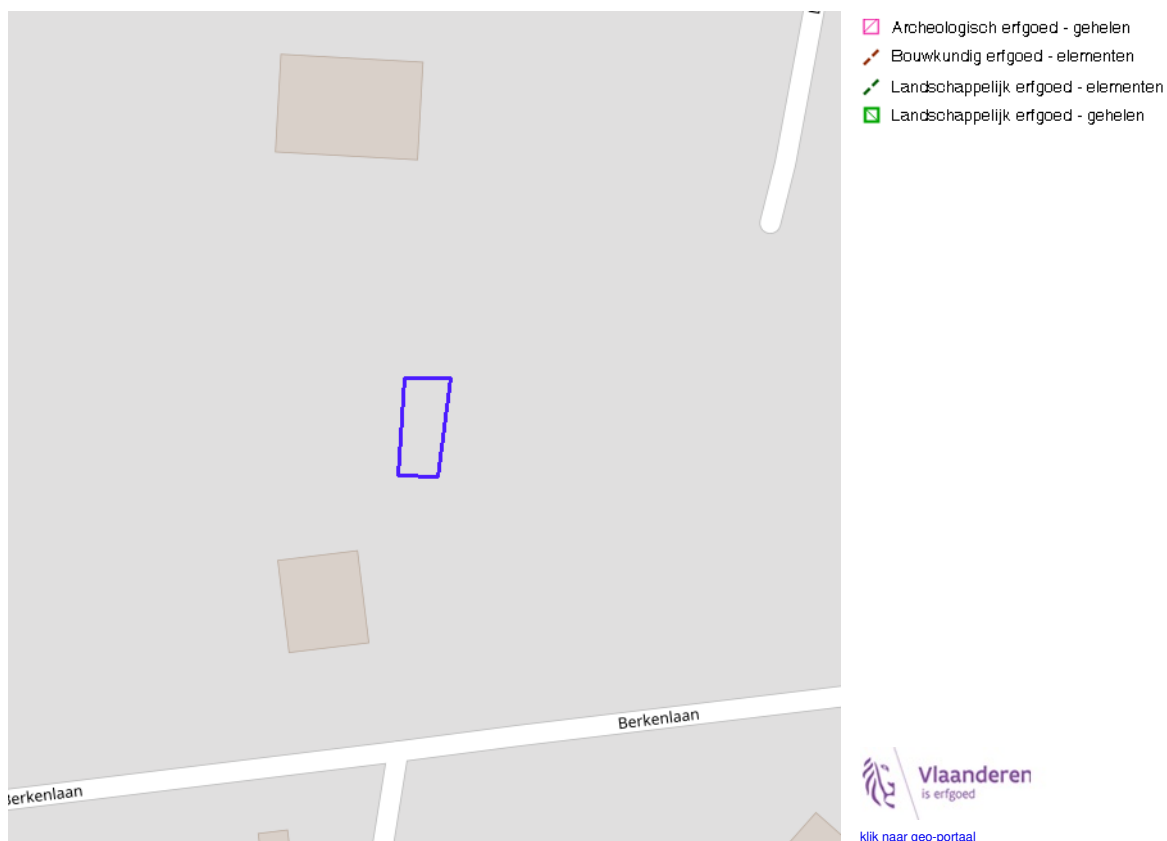 Archeologisch erfgoed - gehelen
Bouwkundig erfgoed - elementen
Landschappelijk erfgoed - elementen
Landschappelijk erfgoed - gehelen
Berkenlaan
Berkenlaan
Vlaanderen
is erfgoed
klik naar geo-portaal